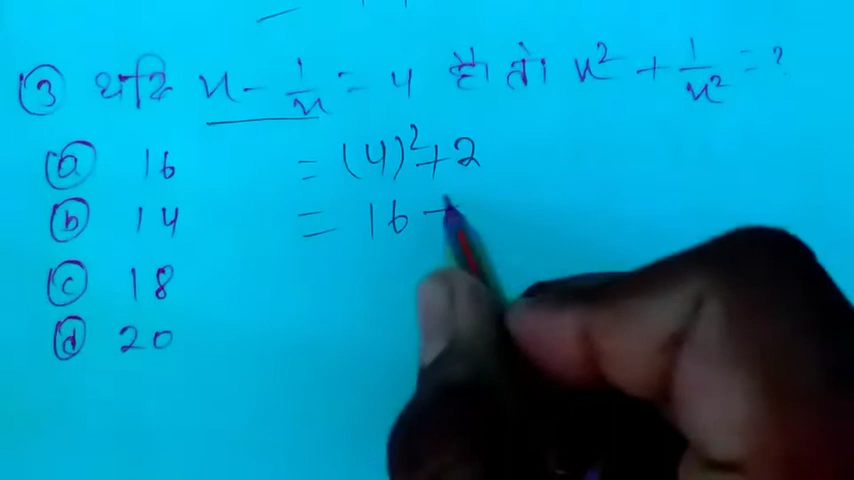 ③ यदि x - 1/x = 4 है। तो। x² + 1/x² = ?
ⓐ 16 = (4)² + 2
ⓑ 14 = 16 -
ⓒ 18
ⓓ 20